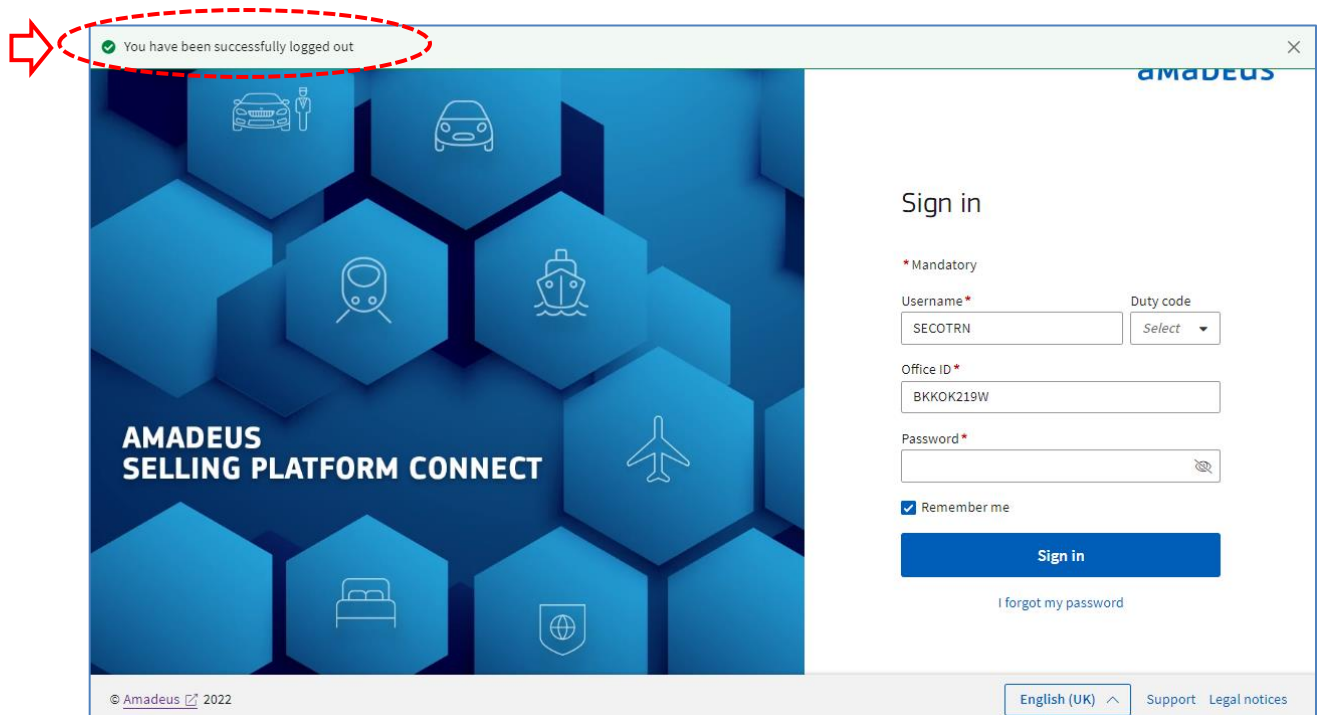 You have been successfully logged out
amadeus
Sign in
* Mandatory
Username *
Duty code
SECOTRN
Select
Office ID *
BKKOK219W
Password *
Remember me
Sign in
I forgot my password
AMADEUS
SELLING PLATFORM CONNECT
© Amadeus 2022
English (UK)
Support
Legal notices